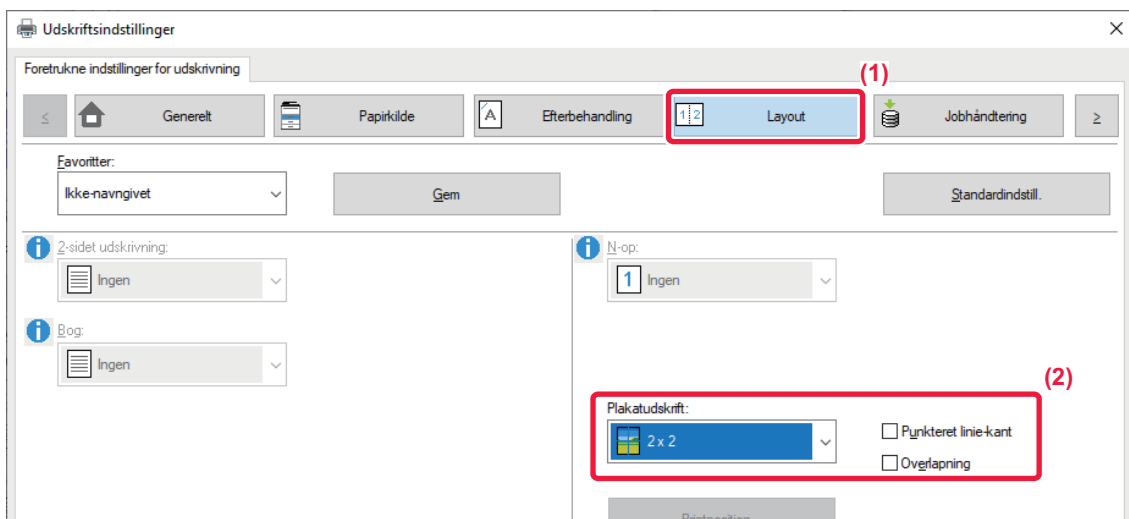 Udskriftsindstillinger
Foretrukne indstillinger for udskrivning
(1)
≤ Generelt Papirkilde A Efterbehandling 1 2 Layout Jobhåndtering ≥
Favoritter:
Ikke-navngivet Gem Standardindstill.
2-sidet udskrivning: N-op:
Ingen 1 Ingen
Bog:
Ingen
(2)
Plakatudskrift:
2 x 2 Punkteret linie-kant
Overlapning
Printposition